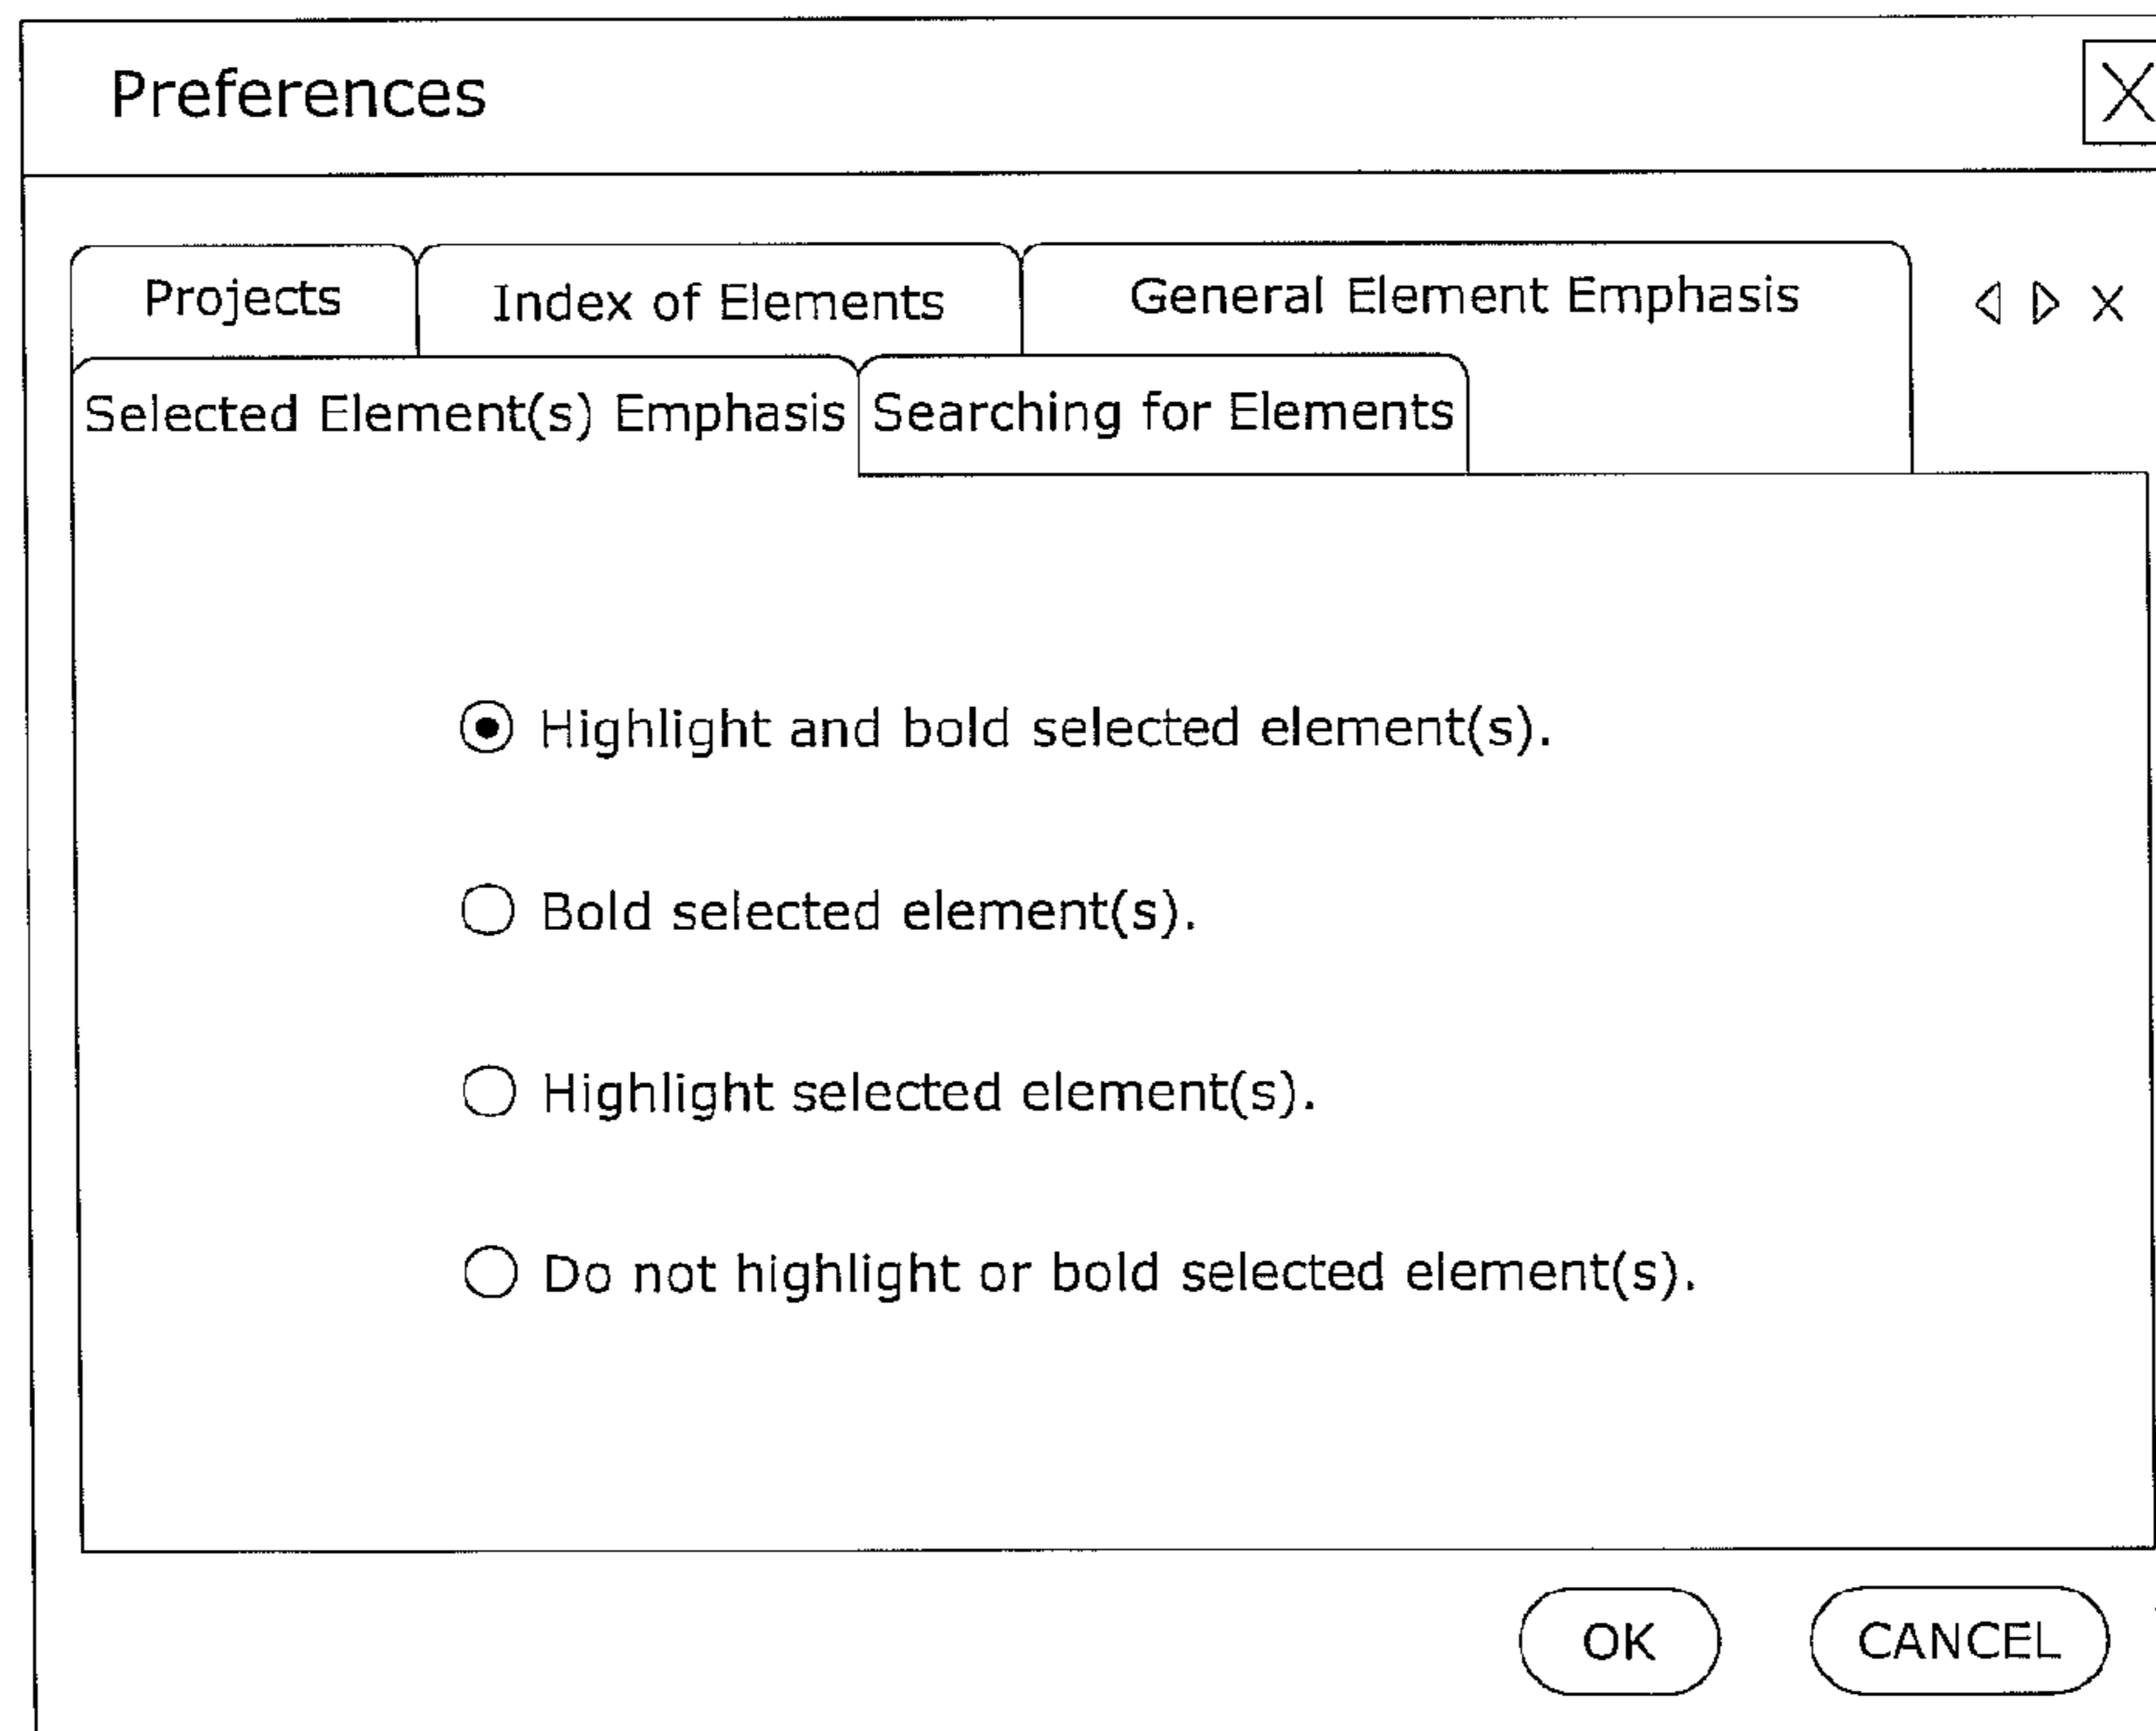 Preferences
Projects
Index of Elements
General Element Emphasis
Selected Element(s) Emphasis
Searching for Elements
Highlight and bold selected element(s).
Bold selected element(s).
Highlight selected element(s).
Do not highlight or bold selected element(s).
OK
CANCEL